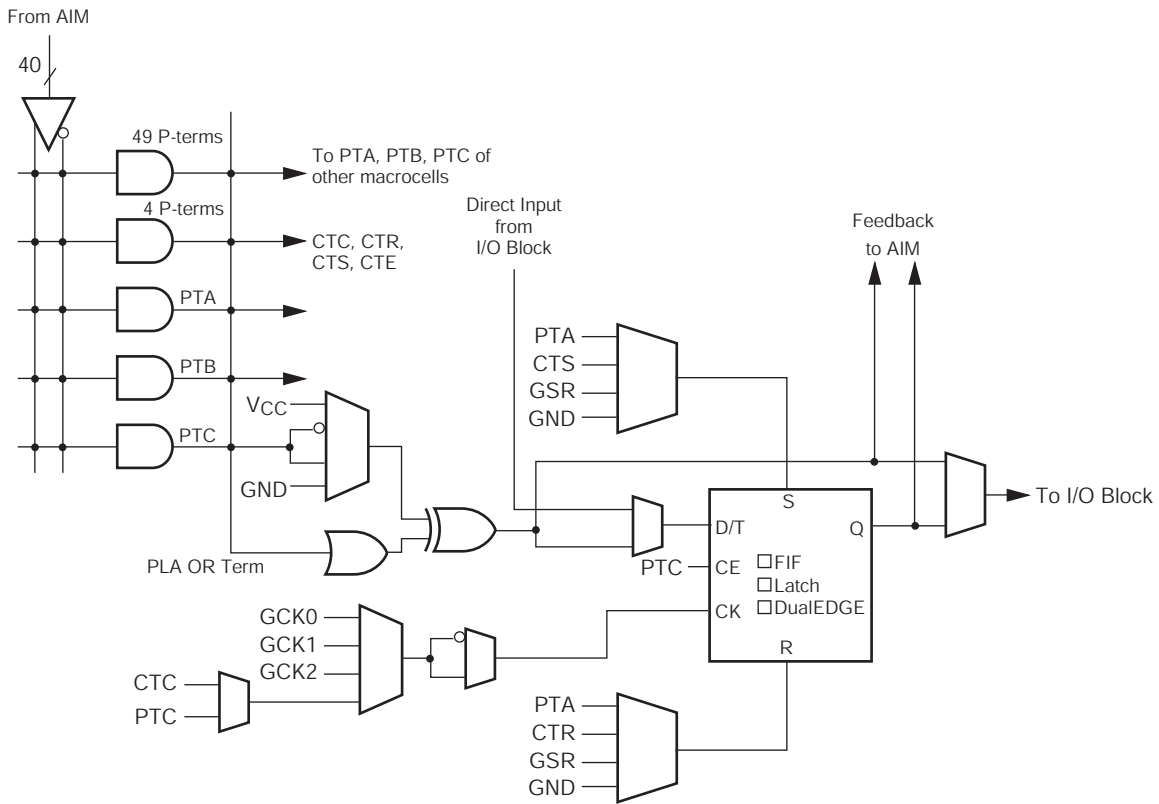 From AIM
40
49 P-terms
To PTA, PTB, PTC of
other macrocells
4 P-terms
CTC, CTR,
CTS, CTE
Direct Input
from
I/O Block
Feedback
to AIM
PTA
PTB
PTC
VCC
GND
PLA OR Term
PTA
CTS
GSR
GND
S
D/T
Q
PTC
CE
FIF
Latch
CK
DualEDGE
R
To I/O Block
GCK0
GCK1
GCK2
CTC
PTC
PTA
CTR
GSR
GND